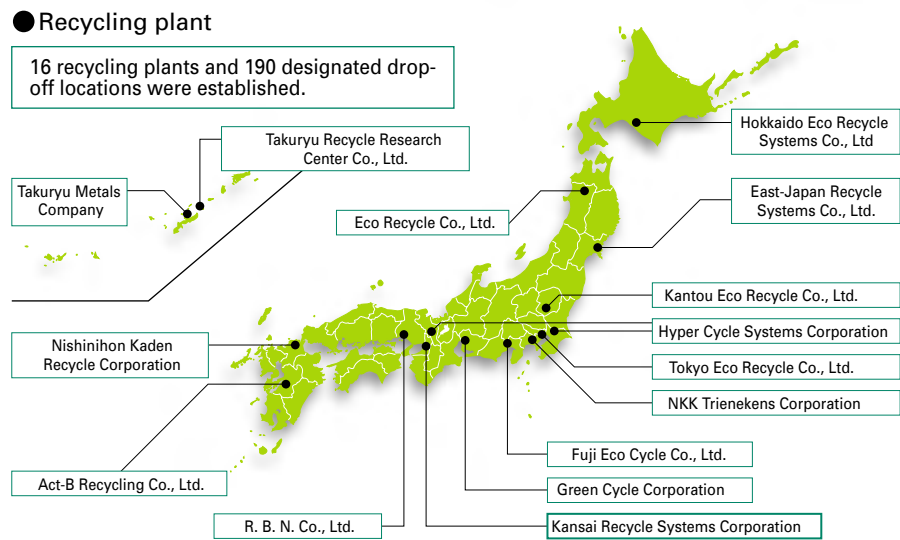 ●Recycling plant
16 recycling plants and 190 designated drop-
off locations were established.
Takuryu Recycle Research
Center Co., Ltd.
Takuryu Metals
Company
Hokkaido Eco Recycle
Systems Co., Ltd
Eco Recycle Co., Ltd.
East-Japan Recycle
Systems Co., Ltd.
Kantou Eco Recycle Co., Ltd.
Hyper Cycle Systems Corporation
Nishinihon Kaden
Recycle Corporation
Tokyo Eco Recycle Co., Ltd.
NKK Trienekens Corporation
Fuji Eco Cycle Co., Ltd.
Act-B Recycling Co., Ltd.
Green Cycle Corporation
R. B. N. Co., Ltd.
Kansai Recycle Systems Corporation